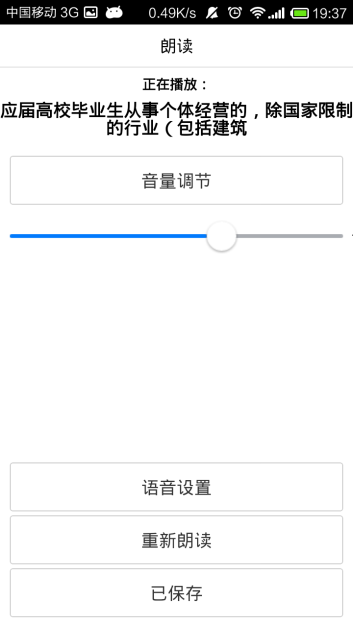 中国移动 3G 0.49K/s 19:37
朗读
正在播放：
应届高校毕业生从事个体经营的，除国家限制
的行业（包括建筑
音量调节
语音设置
重新朗读
已保存